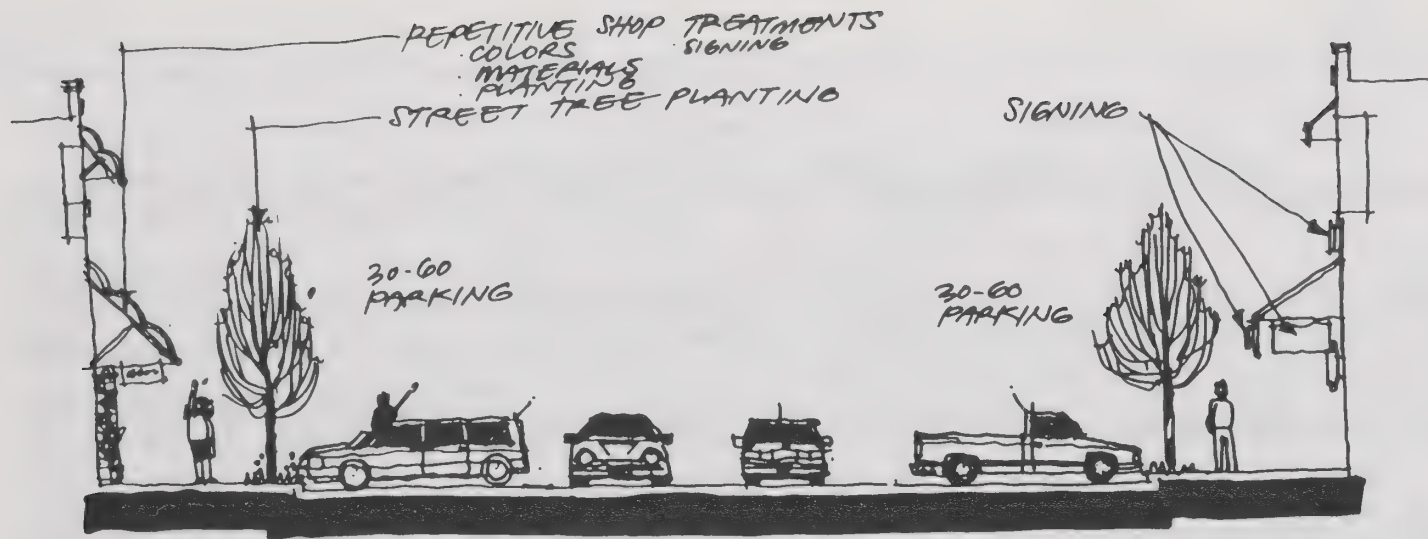 REPETITIVE SHOP TREATMENTS
· COLORS · SIGNING
· MATERIALS
· PLANTING
STREET TREE PLANTING
SIGNING
30-60
PARKING
30-60
PARKING